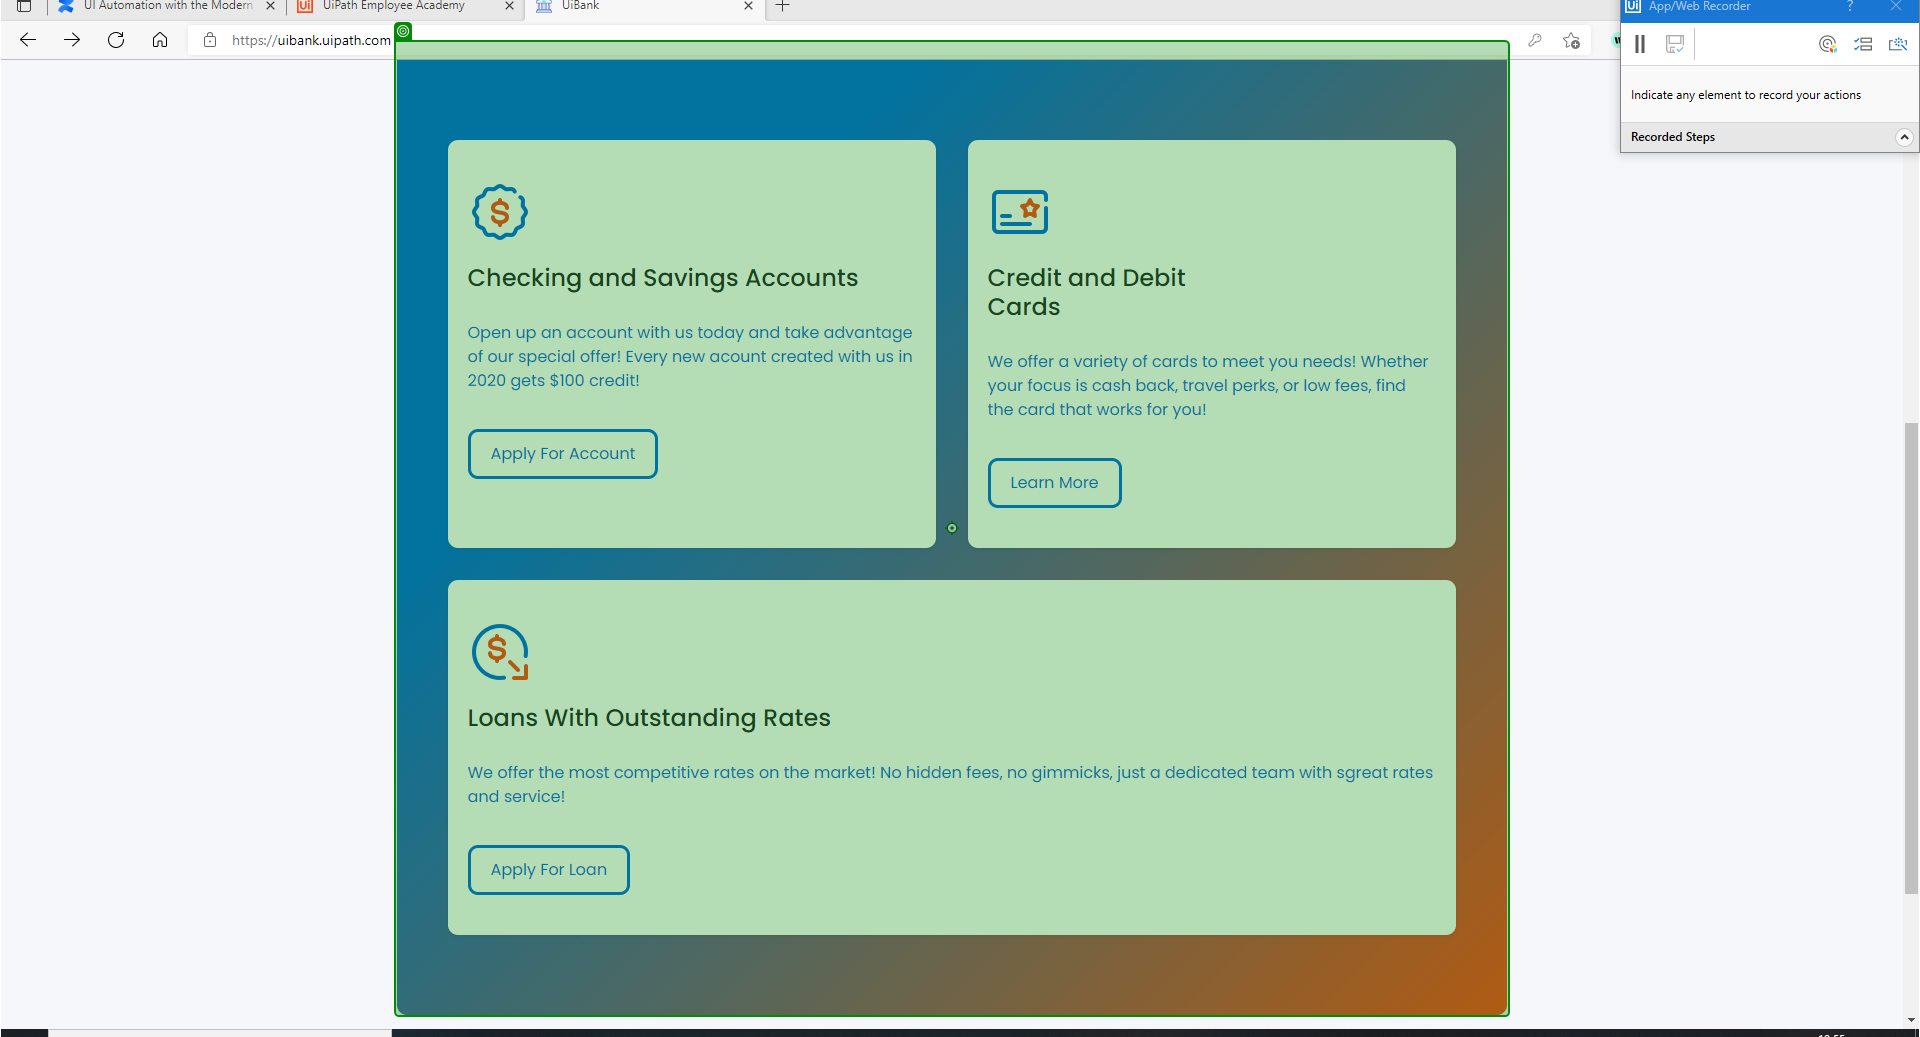 UI Automation with the Modern
UiPath Employee Academy
UiBank
Ui App/Web Recorder
https://uibank.uipath.com
Indicate any element to record your actions
Recorded Steps
Checking and Savings Accounts
Open up an account with us today and take advantage
of our special offer! Every new acount created with us in
2020 gets $100 credit!
Apply For Account
Credit and Debit
Cards
We offer a variety of cards to meet you needs! Whether
your focus is cash back, travel perks, or low fees, find
the card that works for you!
Learn More
Loans With Outstanding Rates
We offer the most competitive rates on the market! No hidden fees, no gimmicks, just a dedicated team with sgreat rates
and service!
Apply For Loan